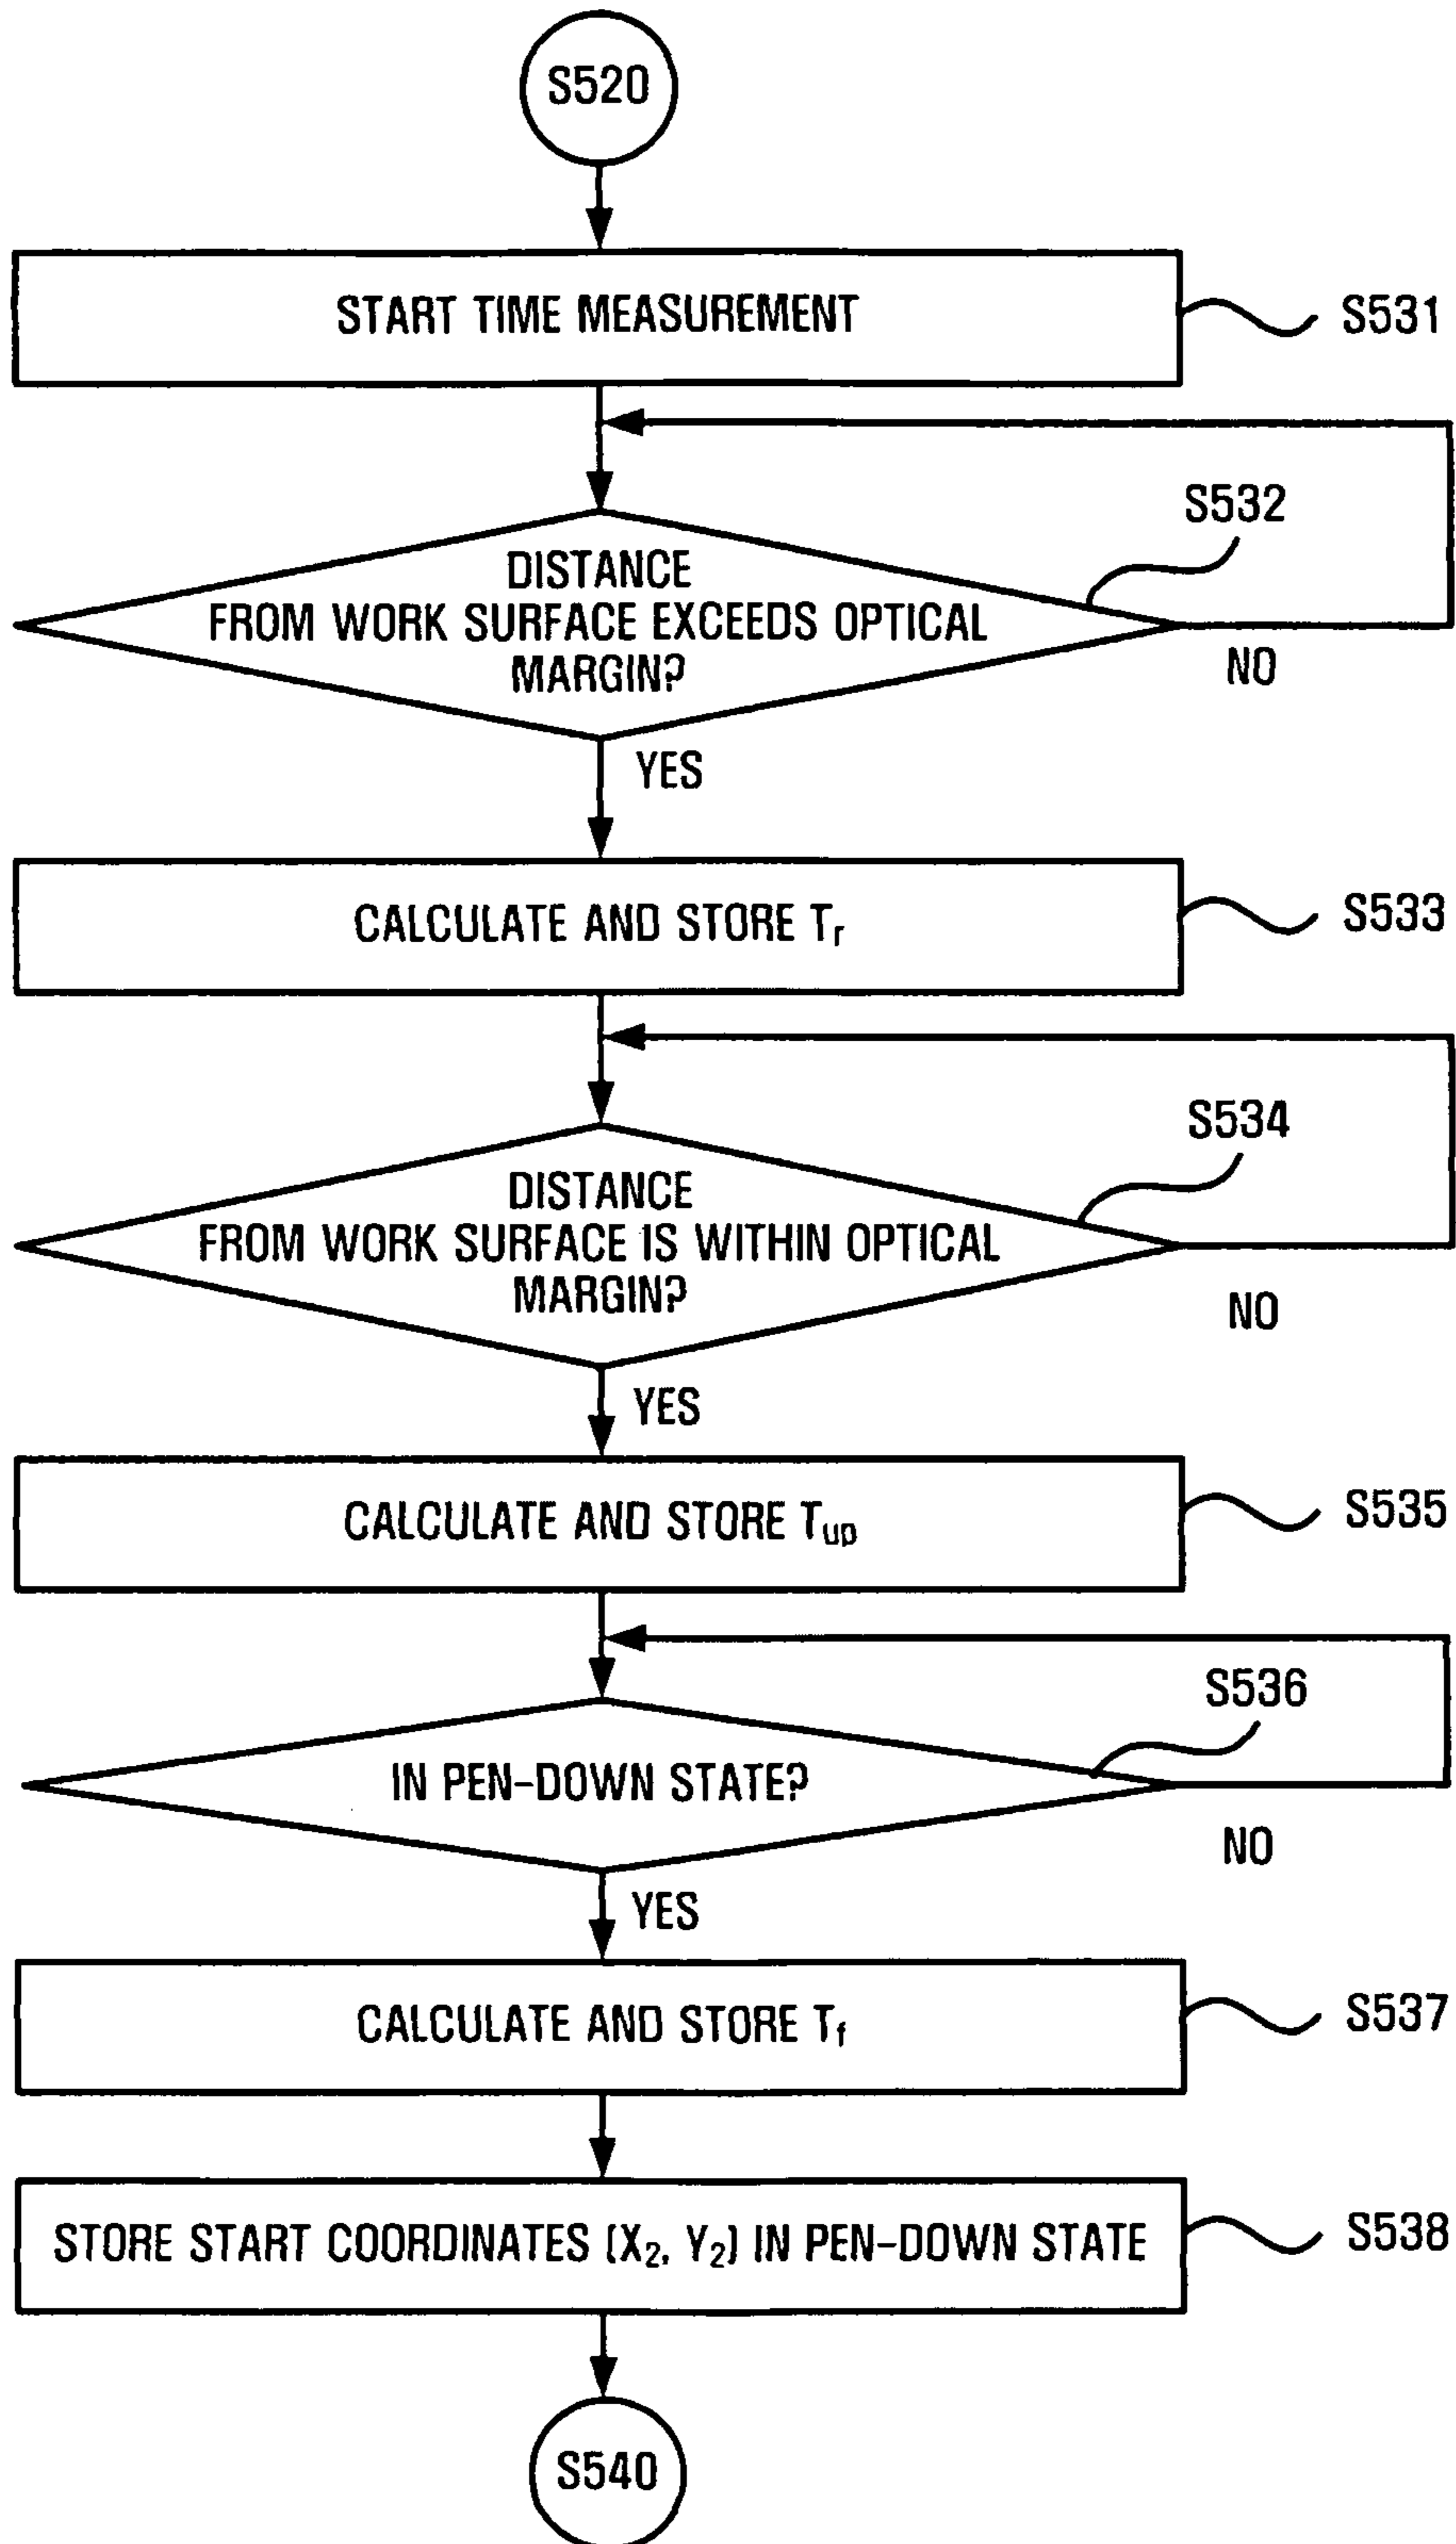 S520
START TIME MEASUREMENT
S531
S532
DISTANCE
FROM WORK SURFACE EXCEEDS OPTICAL
MARGIN?
NO
YES
CALCULATE AND STORE Tr
S533
S534
DISTANCE
FROM WORK SURFACE IS WITHIN OPTICAL
MARGIN?
NO
YES
CALCULATE AND STORE Tup
S535
S536
IN PEN-DOWN STATE?
NO
YES
CALCULATE AND STORE Tf
S537
STORE START COORDINATES (X2, Y2) IN PEN-DOWN STATE
S538
S540